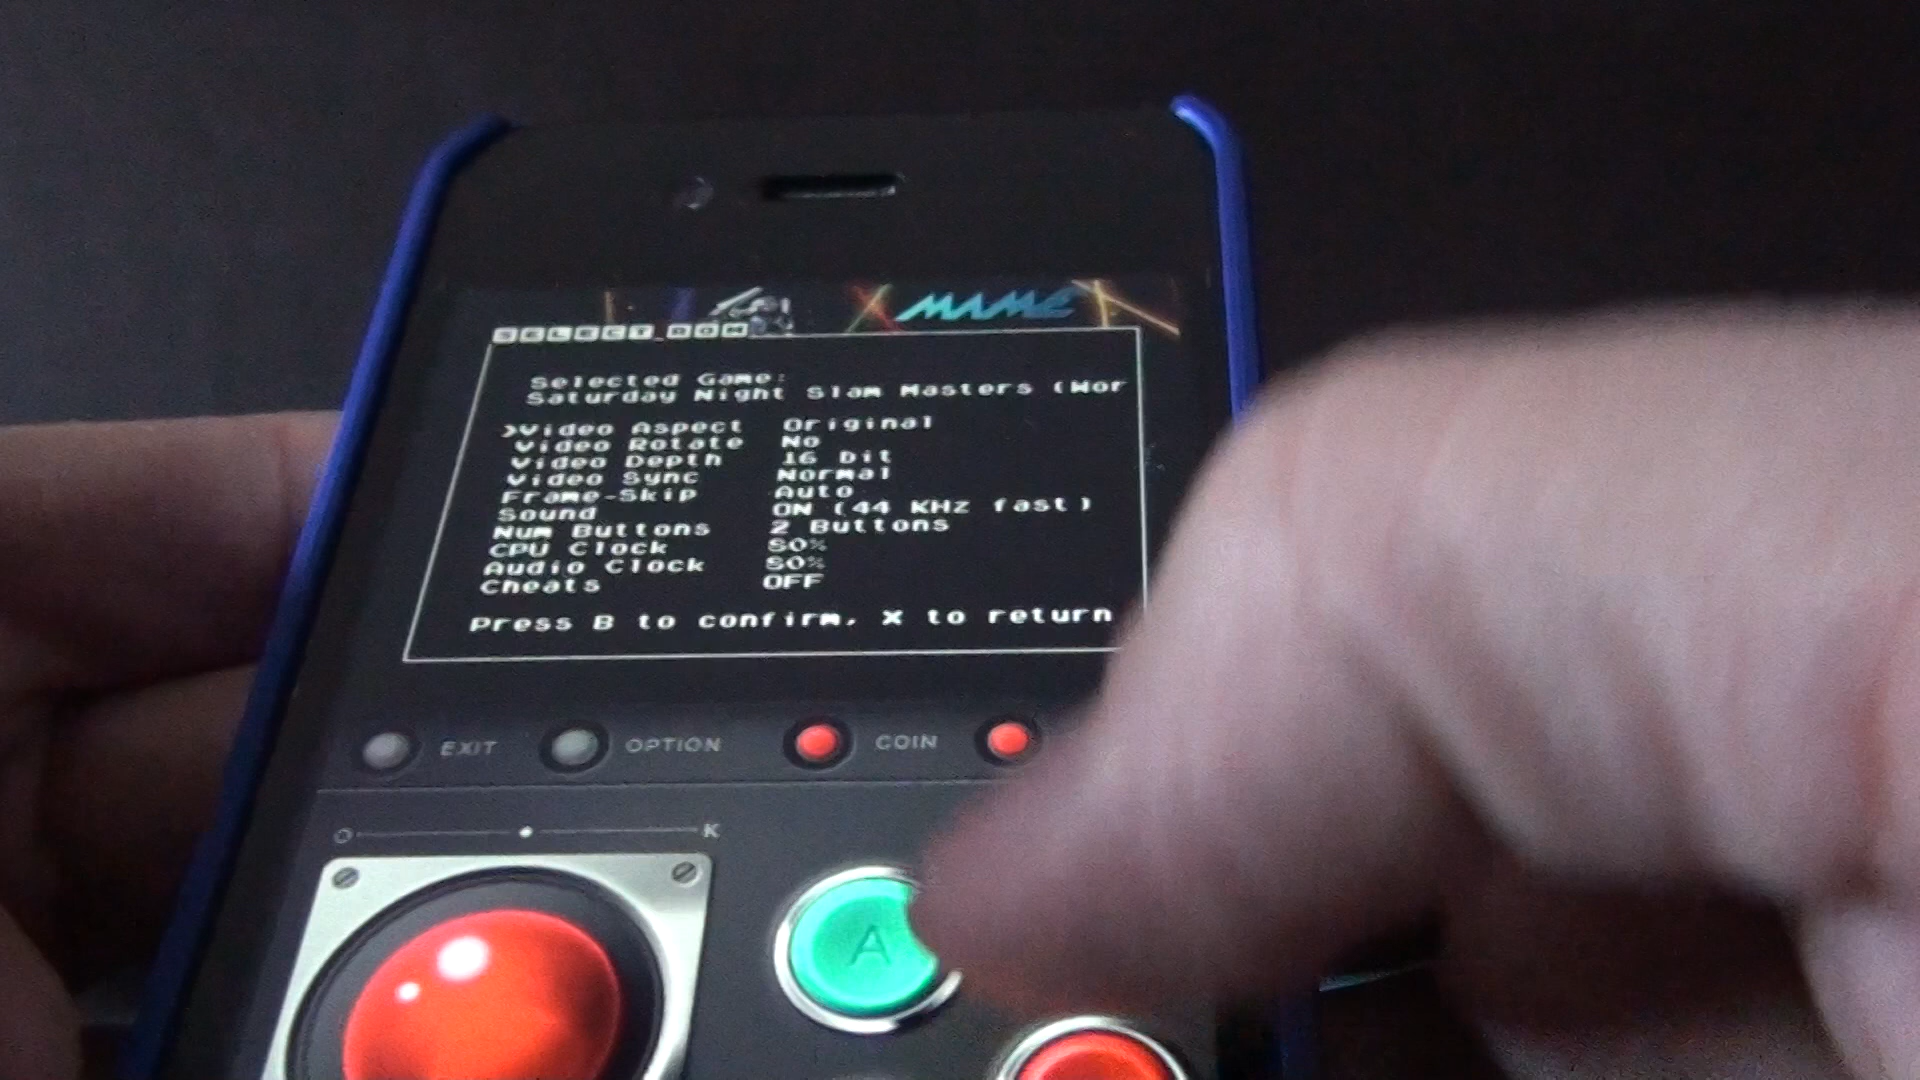 MAME
SELECT ROM
Selected Game:
Saturday Night Slam Masters (Wor
>Video Aspect Original
Video Rotate No
Video Depth 16 bit
Video Sync Normal
Frame-Skip Auto
Sound ON (44 KHz fast)
Num Buttons 2 Buttons
CPU Clock 80%
Audio Clock 80%
Cheats OFF
Press B to confirm, X to return
EXIT OPTION COIN
K
A